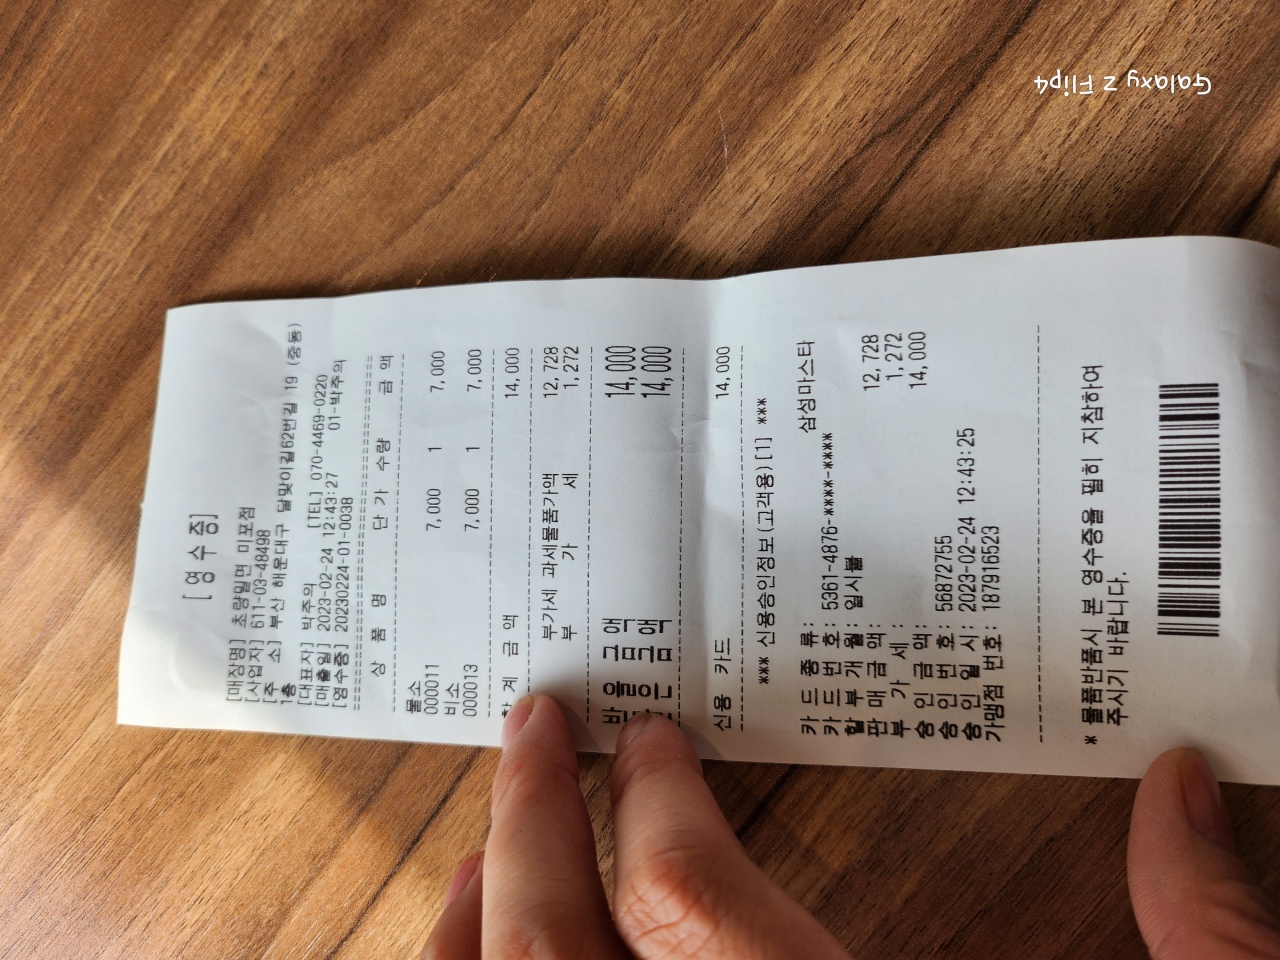 [영수증]
[매장명] 초량밀면 미포점
[사업자] 611-03-48498
[주 소] 부산 해운대구 달맞이길62번길 19 (중동)
1층
[대표자] 박주의 [TEL] 070-4469-0220
[매출일] 2023-02-24 12:43:27 01-박주의
[영수증] 20230224-01-0038
상 품 명 단가 수량 금액
물소
000011 7,000 1 7,000
비소
000013 7,000 1 7,000
계 금 액 14,000
부가세 과세물품가액 12,728
부 가 세 1,272
받을금액 14,000
받은금액 14,000
신용 카드 14,000
*** 신용승인정보(고객용)[1] ***
카 드 종 류: 삼성마스타
카 드 번 호: 5361-4876-****-****
할 부 개 월: 일시불
판 매 금 액: 12,728
부 가 세: 1,272
승 인 금 액: 14,000
승 인 번 호: 56872755
승 인 일 시: 2023-02-24 12:43:25
가맹점 번호: 187916523
* 물품반품시 본 영수증을 필히 지참하여
주시기 바랍니다.
Galaxy Z Flip4